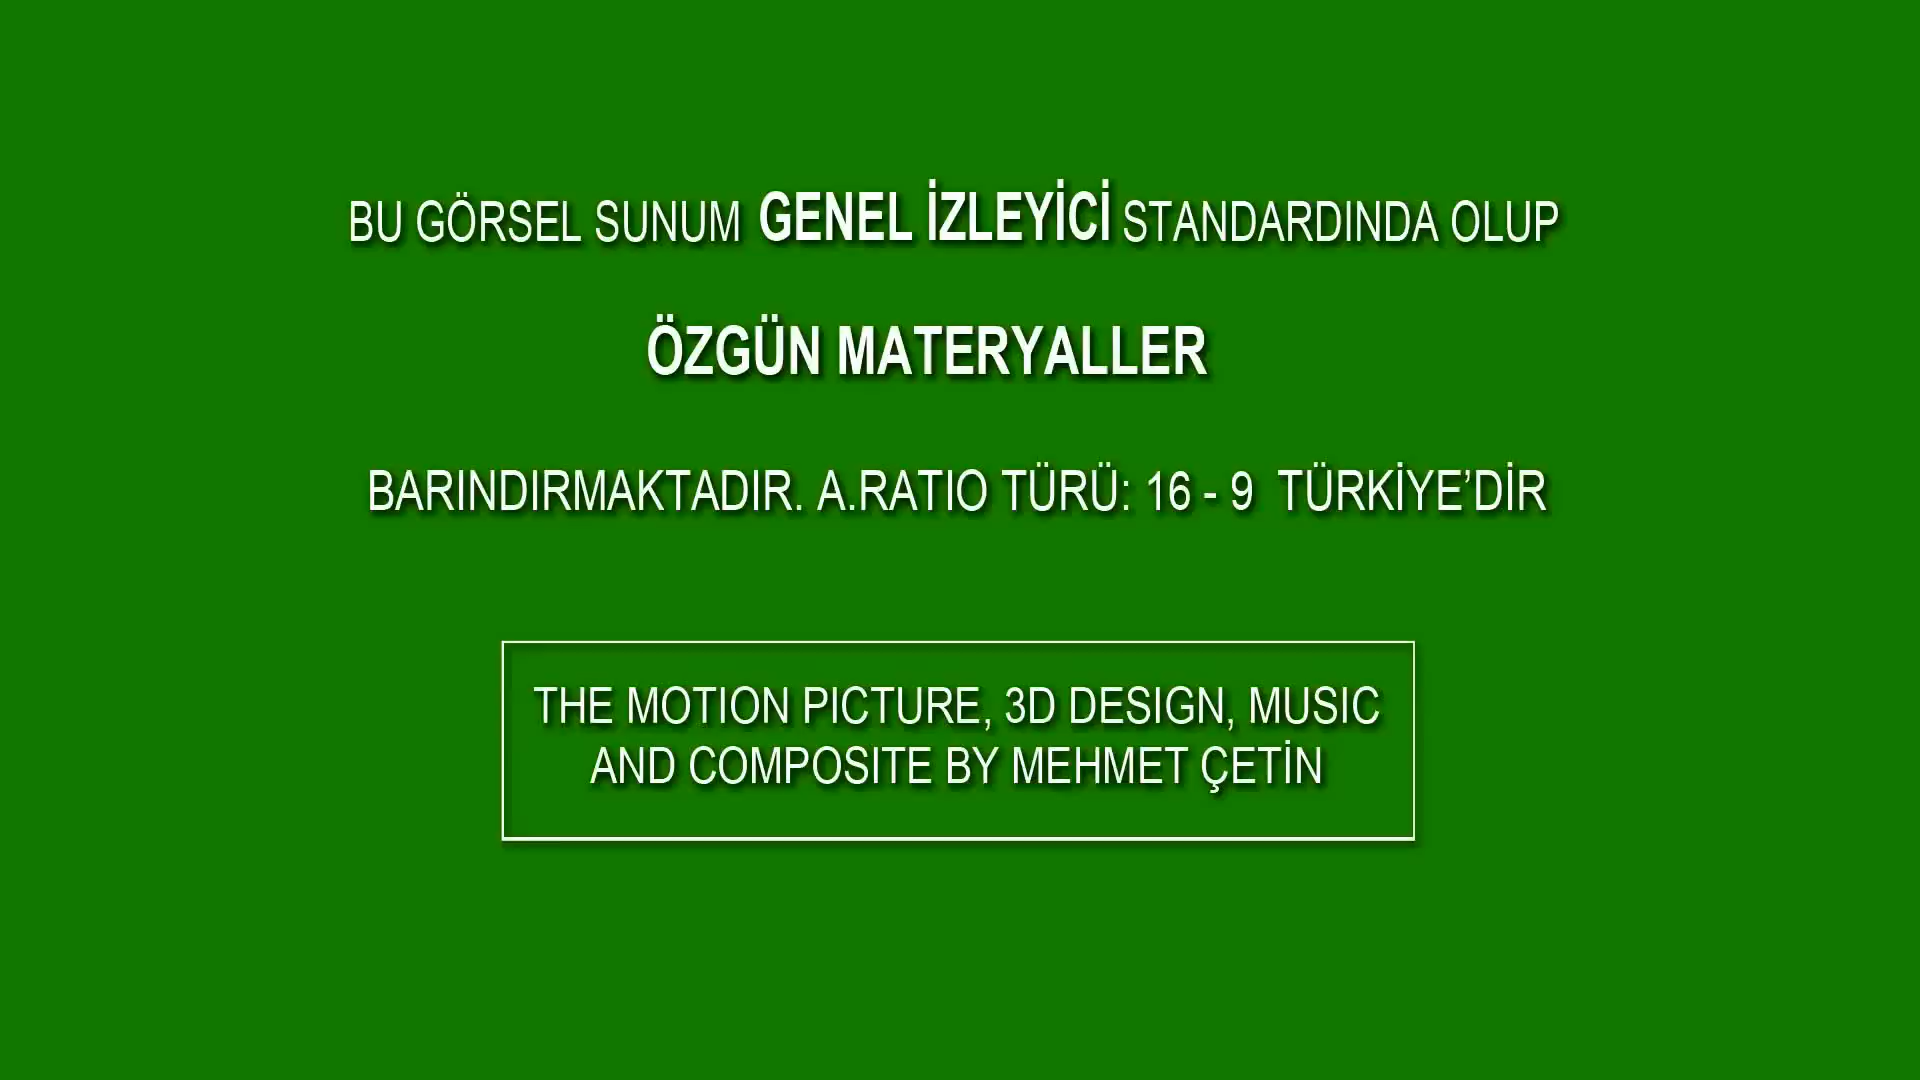 BU GÖRSEL SUNUM GENEL İZLEYİCİ STANDARDINDA OLUP
ÖZGÜN MATERYALLER
BARINDIRMAKTADIR. A.RATIO TÜRÜ: 16 - 9 TÜRKİYE’DİR
THE MOTION PICTURE, 3D DESIGN, MUSIC
AND COMPOSITE BY MEHMET ÇETİN